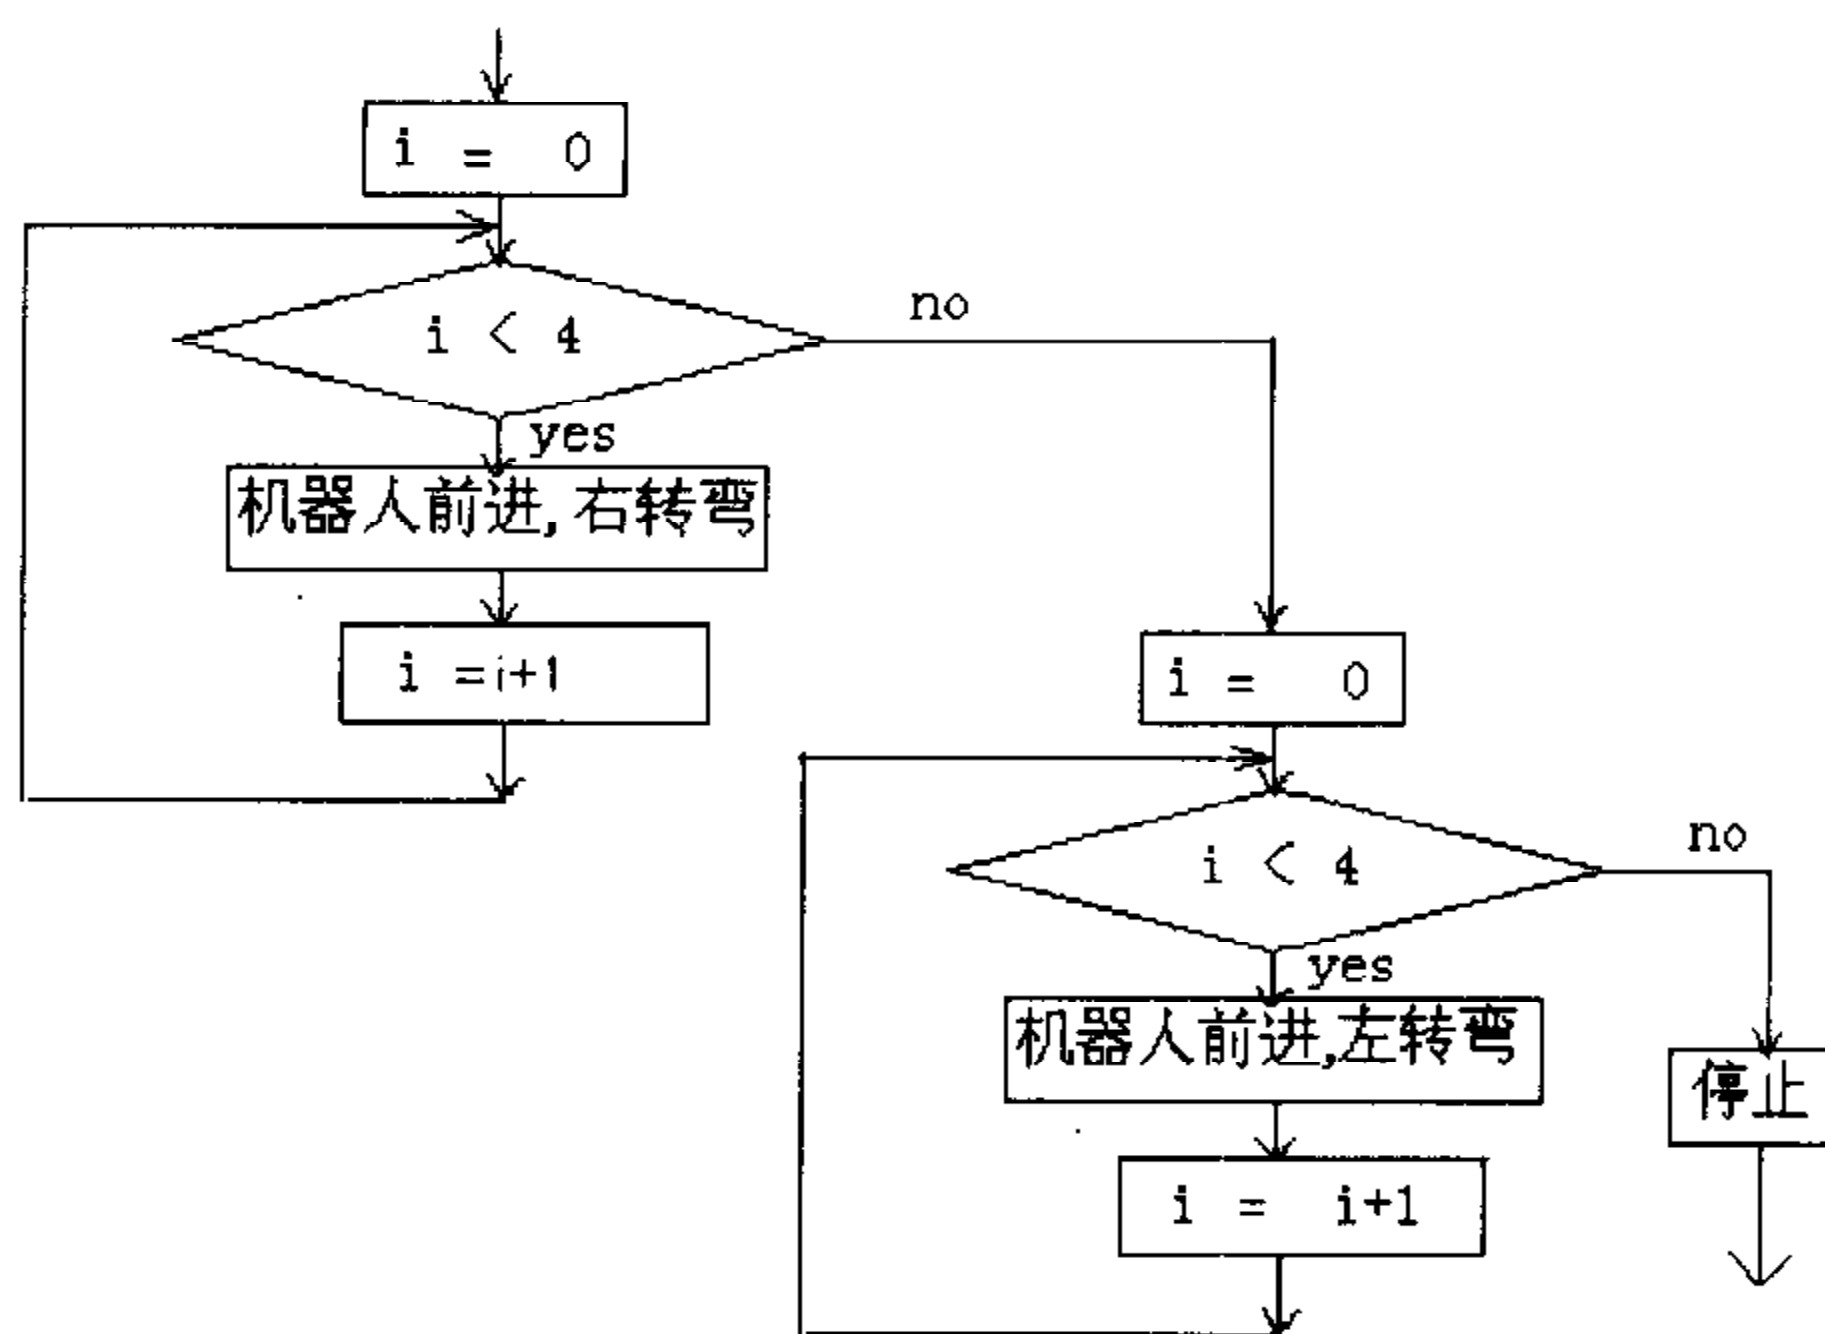 i = 0
i < 4
no
yes
机器人前进,右转弯
i =i+1
i = 0
i < 4
no
yes
机器人前进,左转弯
停止
i = i+1